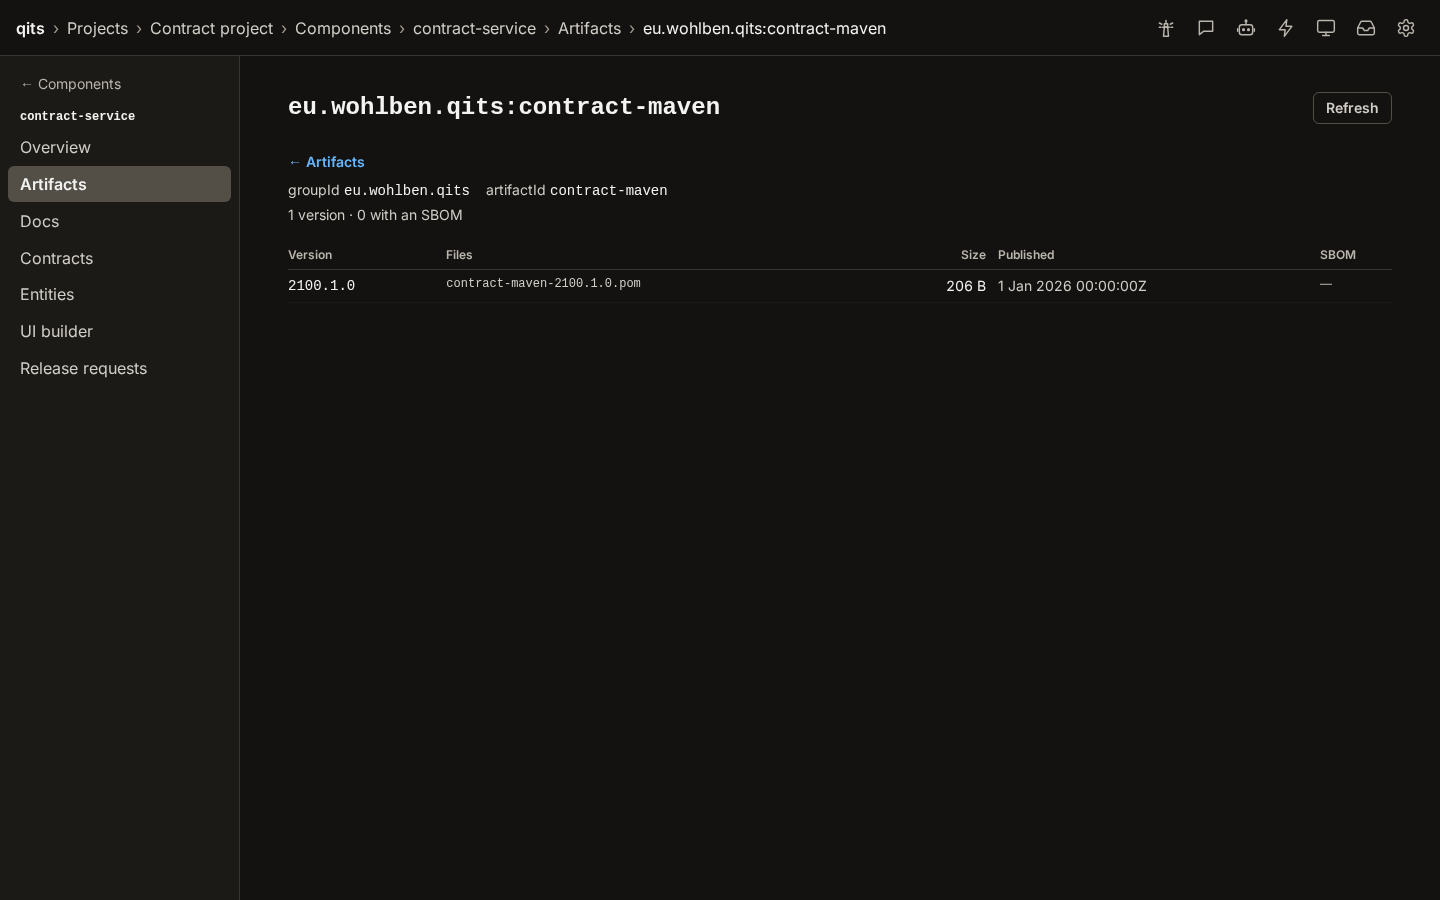 qits › Projects › Contract project › Components › contract-service › Artifacts › eu.wohlben.qits:contract-maven
← Components
contract-service
Overview
Artifacts
Docs
Contracts
Entities
UI builder
Release requests
eu.wohlben.qits:contract-maven
Refresh
← Artifacts
groupId eu.wohlben.qits artifactId contract-maven
1 version · 0 with an SBOM
Version Files Size Published SBOM
2100.1.0 contract-maven-2100.1.0.pom 206 B 1 Jan 2026 00:00:00Z —